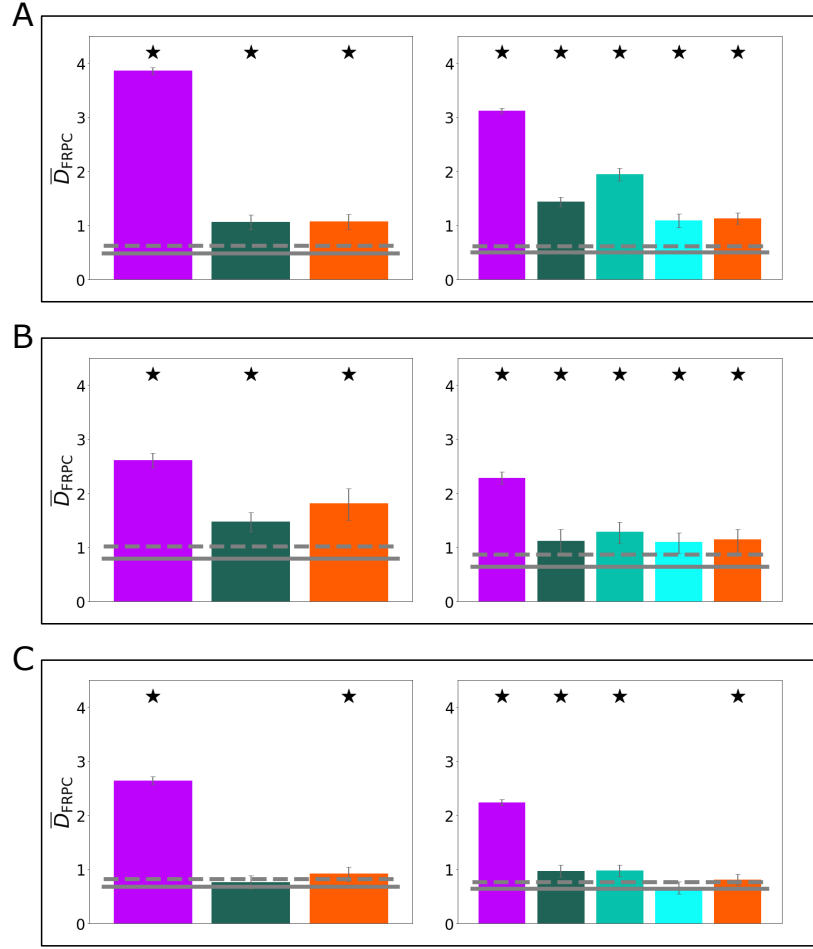 A
★ ★ ★ ★ ★ ★ ★ ★
4 4
3 3
D̅FRPC
2 2
1 1
0 0
B
★ ★ ★ ★ ★ ★ ★ ★
4 4
3 3
D̅FRPC
2 2
1 1
0 0
C
★ ★ ★ ★ ★ ★
4 4
3 3
D̅FRPC
2 2
1 1
0 0